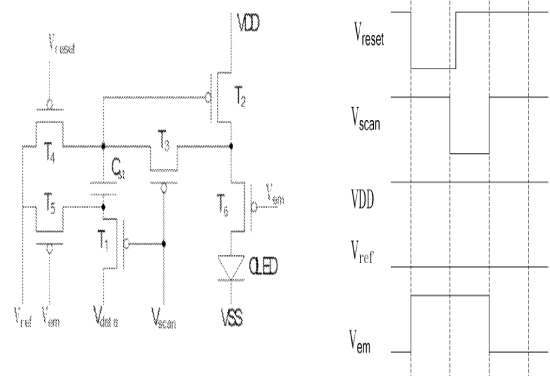 VDD
Vreset
T2
T3
T4
Cst
T5
T6
Vem
T1
OLED
Vref
Vem
Vdata
Vscan
VSS
Vreset
Vscan
VDD
Vref
Vem